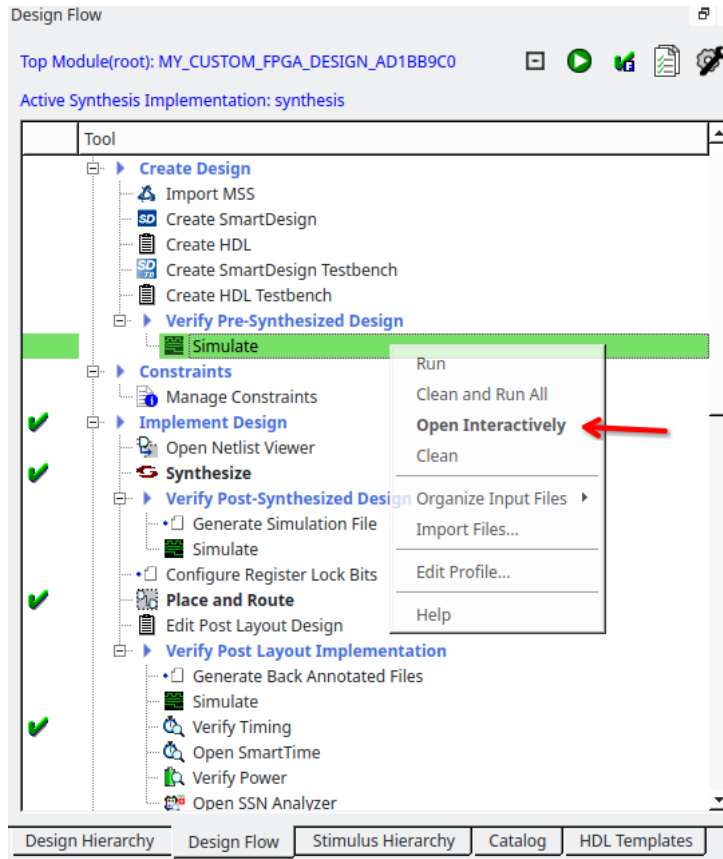 Design Flow
Top Module(root): MY_CUSTOM_FPGA_DESIGN_AD1BB9C0
Active Synthesis Implementation: synthesis
Tool
Create Design
Import MSS
SD Create SmartDesign
Create HDL
SD TD Create SmartDesign Testbench
Create HDL Testbench
Verify Pre-Synthesized Design
Simulate
Run
Constraints
Clean and Run All
Manage Constraints
Open Interactively
Implement Design
Clean
Open Netlist Viewer
Synthesize
Organize Input Files
Verify Post-Synthesized Design
Import Files...
Generate Simulation File
Simulate
Edit Profile...
Configure Register Lock Bits
Place and Route
Help
Edit Post Layout Design
Verify Post Layout Implementation
Generate Back Annotated Files
Simulate
Verify Timing
Open SmartTime
Verify Power
Open SSN Analyzer
Design Hierarchy Design Flow Stimulus Hierarchy Catalog HDL Templates